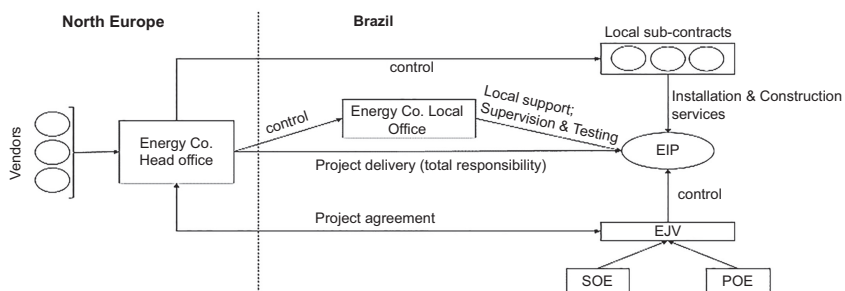 North Europe
Brazil
Local sub-contracts
control
Installation & Construction
services
Local support;
Supervision & Testing
control
Energy Co. Local
Office
Vendors
Energy Co.
Head office
EIP
Project delivery (total responsibility)
control
Project agreement
EJV
SOE
POE